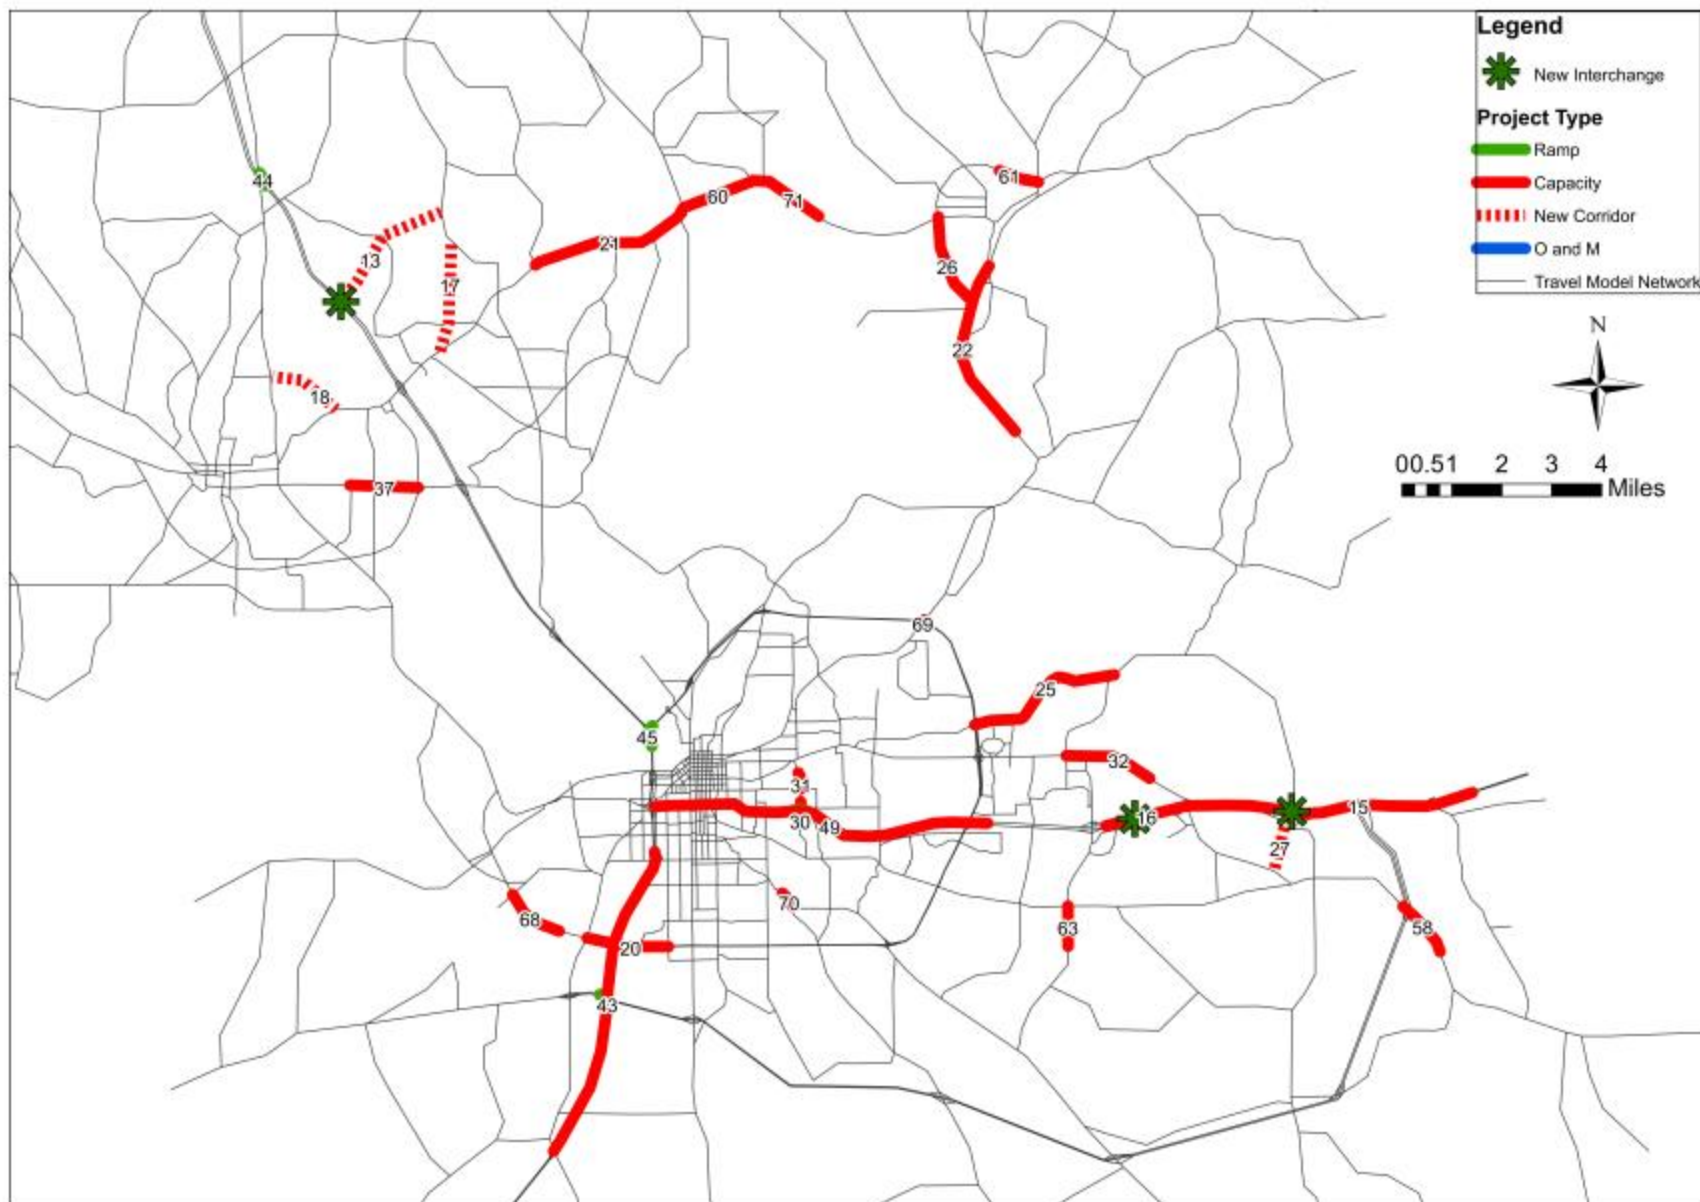 Legend
New Interchange
Project Type
Ramp
Capacity
New Corridor
O and M
Travel Model Network
N
00.51 2 3 4
Miles
44
61
60
71
21
13
26
17
22
18
37
69
25
45
32
31
30
49
16
15
27
70
68
20
63
58
43